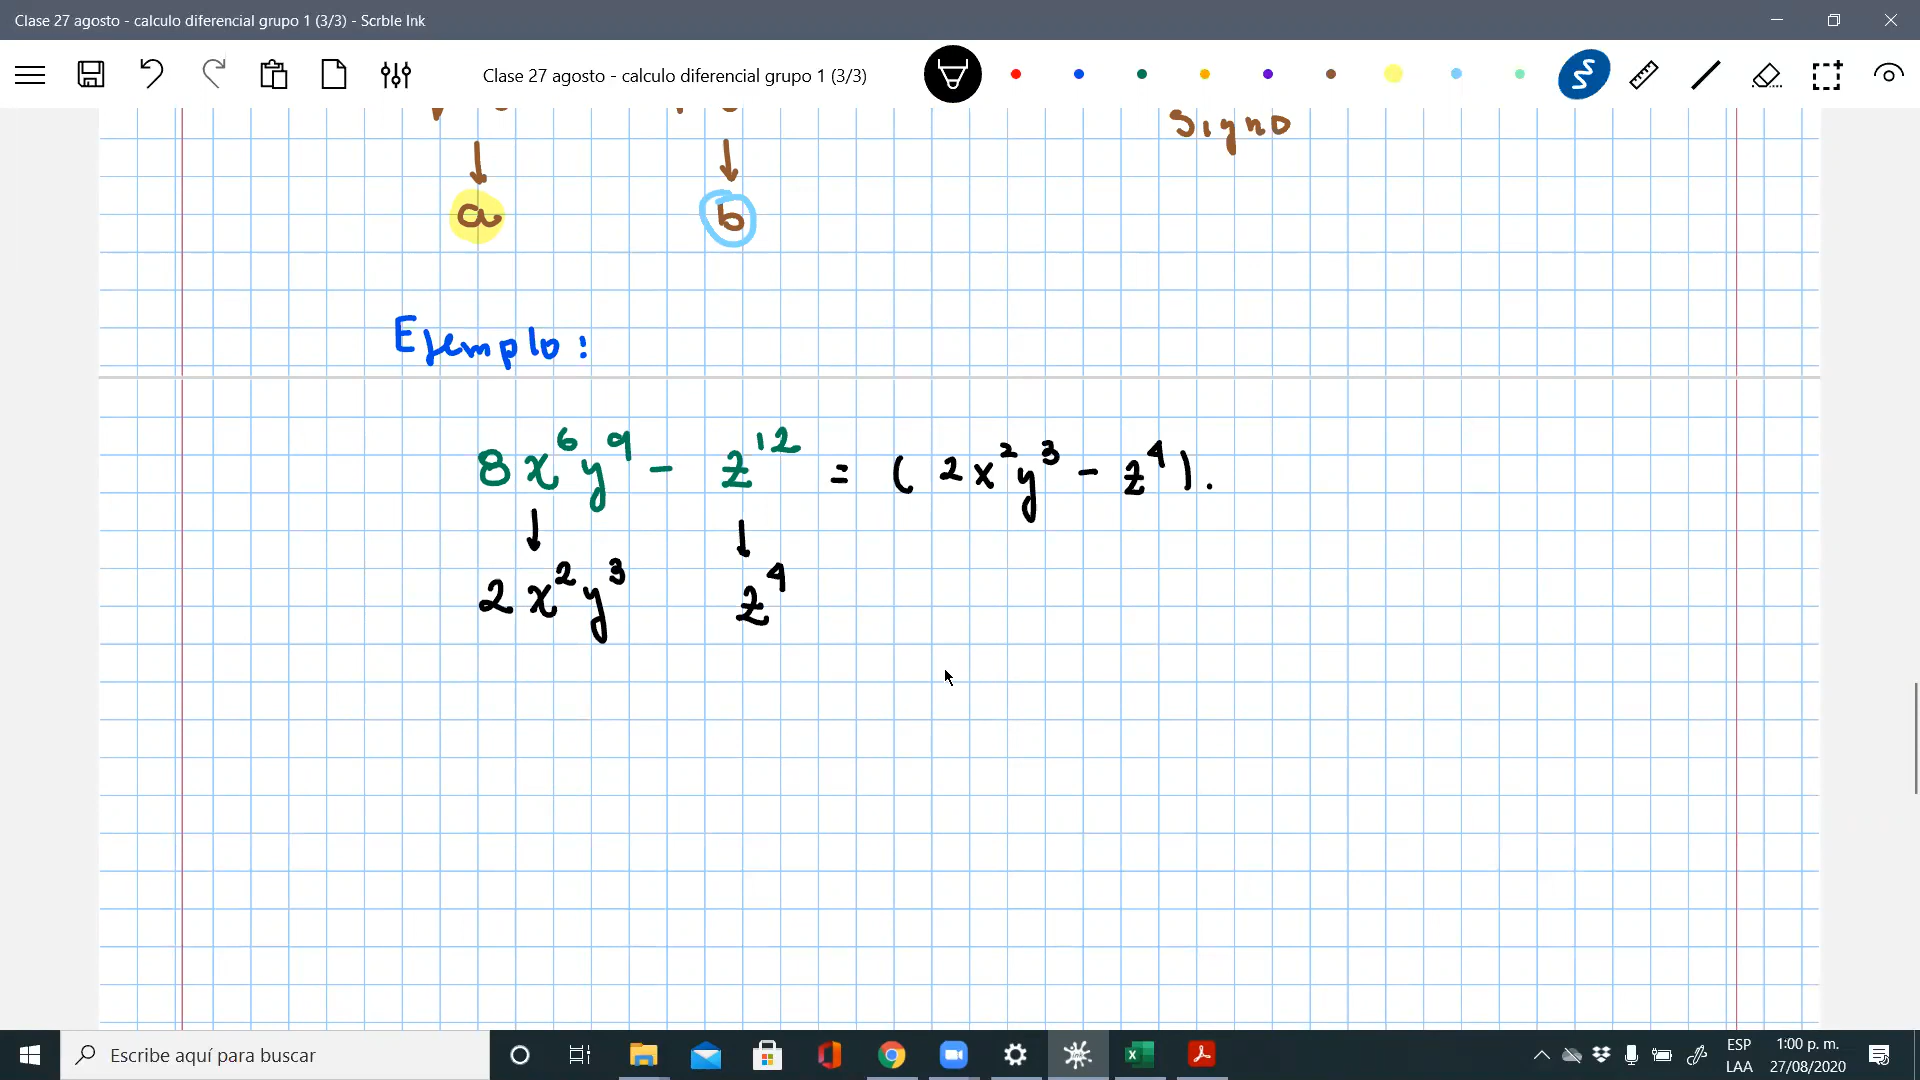 Clase 27 agosto - calculo diferencial grupo 1 (3/3) - Scrble Ink
Clase 27 agosto - calculo diferencial grupo 1 (3/3)
signo
a b
Ejemplo:
8x⁶y⁹ - z¹² = (2x²y³ - z⁴).
2x²y³ z⁴
Escribe aquí para buscar
ESP
LAA
1:00 p. m.
27/08/2020